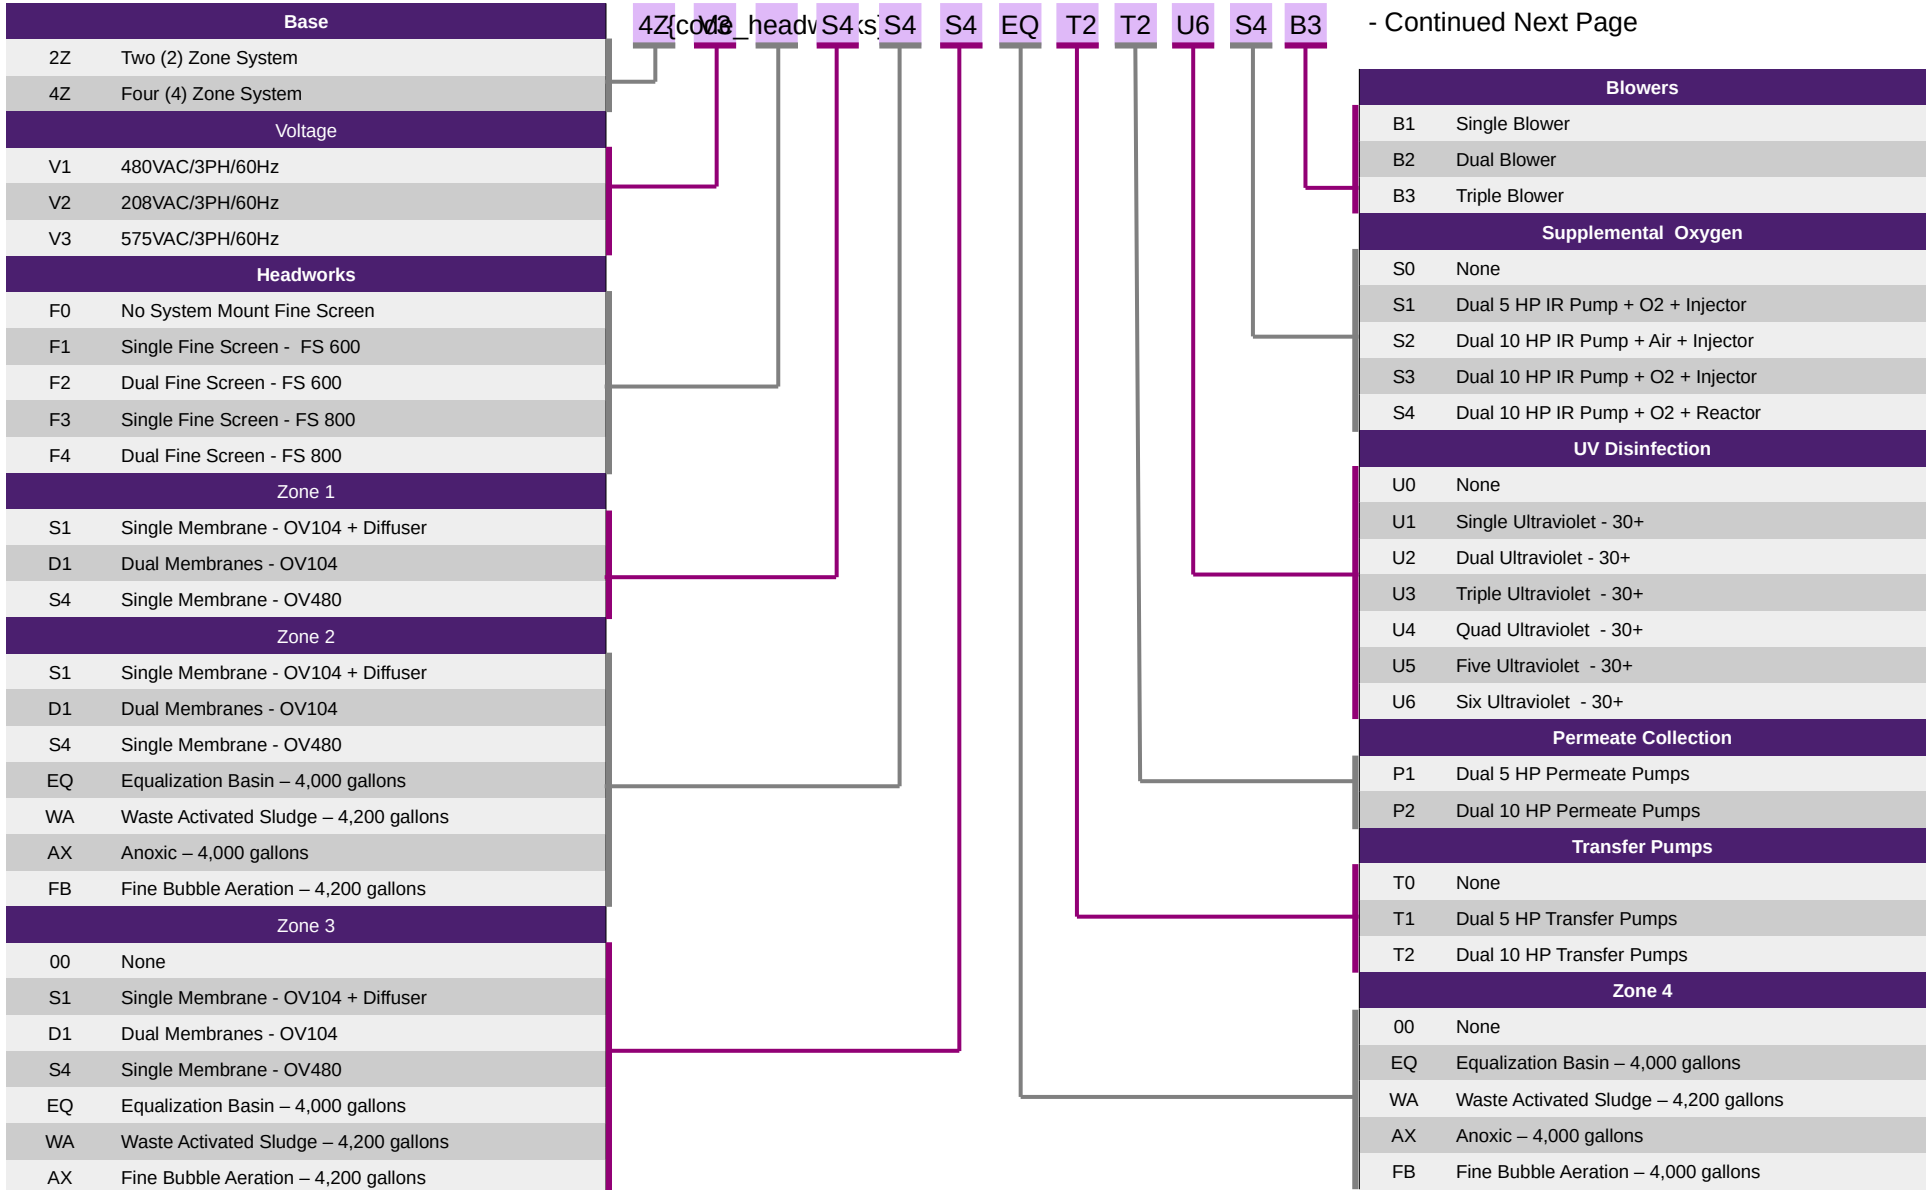 4Z V3 {code_headworks} S4 S4 S4 EQ T2 T2 U6 S4 B3 - Continued Next Page
Base
2Z Two (2) Zone System
4Z Four (4) Zone System
Voltage
V1 480VAC/3PH/60Hz
V2 208VAC/3PH/60Hz
V3 575VAC/3PH/60Hz
Headworks
F0 No System Mount Fine Screen
F1 Single Fine Screen - FS 600
F2 Dual Fine Screen - FS 600
F3 Single Fine Screen - FS 800
F4 Dual Fine Screen - FS 800
Zone 1
S1 Single Membrane - OV104 + Diffuser
D1 Dual Membranes - OV104
S4 Single Membrane - OV480
Zone 2
S1 Single Membrane - OV104 + Diffuser
D1 Dual Membranes - OV104
S4 Single Membrane - OV480
EQ Equalization Basin – 4,000 gallons
WA Waste Activated Sludge – 4,200 gallons
AX Anoxic – 4,000 gallons
FB Fine Bubble Aeration – 4,200 gallons
Zone 3
00 None
S1 Single Membrane - OV104 + Diffuser
D1 Dual Membranes - OV104
S4 Single Membrane - OV480
EQ Equalization Basin – 4,000 gallons
WA Waste Activated Sludge – 4,200 gallons
AX Fine Bubble Aeration – 4,200 gallons
Blowers
B1 Single Blower
B2 Dual Blower
B3 Triple Blower
Supplemental Oxygen
S0 None
S1 Dual 5 HP IR Pump + O2 + Injector
S2 Dual 10 HP IR Pump + Air + Injector
S3 Dual 10 HP IR Pump + O2 + Injector
S4 Dual 10 HP IR Pump + O2 + Reactor
UV Disinfection
U0 None
U1 Single Ultraviolet - 30+
U2 Dual Ultraviolet - 30+
U3 Triple Ultraviolet - 30+
U4 Quad Ultraviolet - 30+
U5 Five Ultraviolet - 30+
U6 Six Ultraviolet - 30+
Permeate Collection
P1 Dual 5 HP Permeate Pumps
P2 Dual 10 HP Permeate Pumps
Transfer Pumps
T0 None
T1 Dual 5 HP Transfer Pumps
T2 Dual 10 HP Transfer Pumps
Zone 4
00 None
EQ Equalization Basin – 4,000 gallons
WA Waste Activated Sludge – 4,200 gallons
AX Anoxic – 4,000 gallons
FB Fine Bubble Aeration – 4,000 gallons